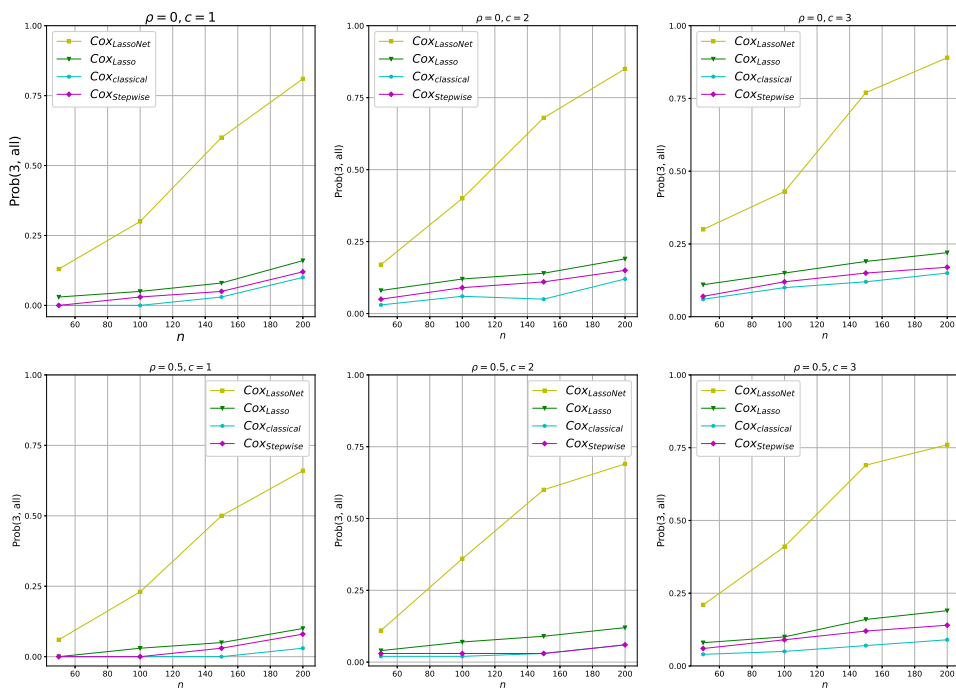 ρ = 0, c = 1
1.00
0.75
0.50
0.25
0.00
Prob(3, all)
60 80 100 120 140 160 180 200
n
Cox_LassoNet
Cox_Lasso
Cox_classical
Cox_Stepwise
ρ = 0, c = 2
1.00
0.75
0.50
0.25
0.00
Prob(3, all)
60 80 100 120 140 160 180 200
n
Cox_LassoNet
Cox_Lasso
Cox_classical
Cox_Stepwise
ρ = 0, c = 3
1.00
0.75
0.50
0.25
0.00
Prob(3, all)
60 80 100 120 140 160 180 200
n
Cox_LassoNet
Cox_Lasso
Cox_classical
Cox_Stepwise
ρ = 0.5, c = 1
1.00
0.75
0.50
0.25
0.00
Prob(3, all)
60 80 100 120 140 160 180 200
n
Cox_LassoNet
Cox_Lasso
Cox_classical
Cox_Stepwise
ρ = 0.5, c = 2
1.00
0.75
0.50
0.25
0.00
Prob(3, all)
60 80 100 120 140 160 180 200
n
Cox_LassoNet
Cox_Lasso
Cox_classical
Cox_Stepwise
ρ = 0.5, c = 3
1.00
0.75
0.50
0.25
0.00
Prob(3, all)
60 80 100 120 140 160 180 200
n
Cox_LassoNet
Cox_Lasso
Cox_classical
Cox_Stepwise